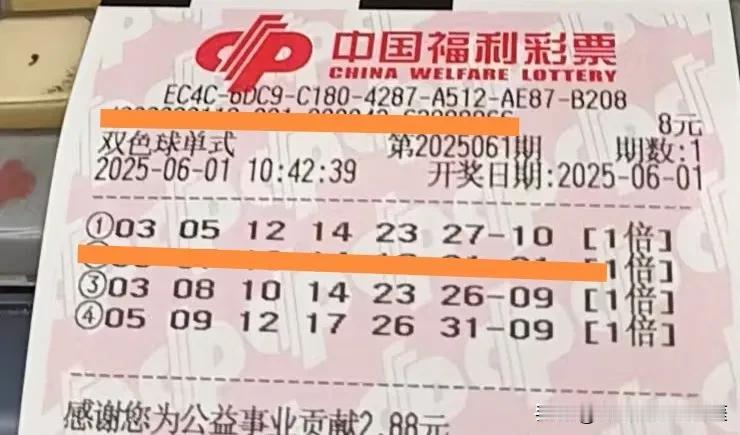 中国福利彩票
CHINA WELFARE LOTTERY
EC4C-6DC9-C180-4287-A512-AE87-B208
8元
双色球单式 第2025061期 期数:1
2025-06-01 10:42:39 开奖日期:2025-06-01
①03 05 12 14 23 27-10 [1倍]
[1倍]
③03 08 10 14 23 26-09 [1倍]
④05 09 12 17 26 31-09 [1倍]
感谢您为公益事业贡献2.88元